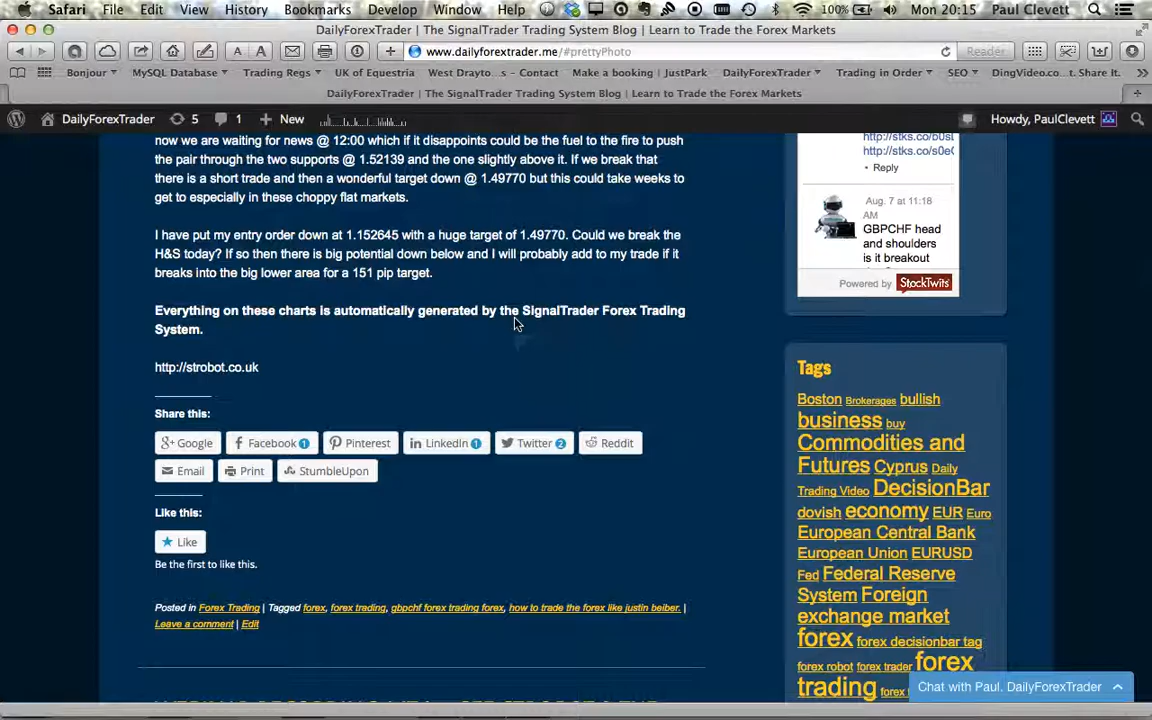 Safari File Edit View History Bookmarks Develop Window Help 100% Mon 20:15 Paul Clevett
DailyForexTrader | The SignalTrader Trading System Blog | Learn to Trade the Forex Markets
A A www.dailyforextrader.me/#prettyPhoto Reader
Bonjour MySQL Database Trading Regs UK of Equestria West Drayto...s - Contact Make a booking | JustPark DailyForexTrader Trading in Order SEO DingVideo.co...t. Share It.
DailyForexTrader | The SignalTrader Trading System Blog | Learn to Trade the Forex Markets
DailyForexTrader 5 1 + New Howdy, PaulClevett
now we are waiting for news @ 12:00 which if it disappoints could be the fuel to the fire to push
the pair through the two supports @ 1.52139 and the one slightly above it. If we break that
there is a short trade and then a wonderful target down @ 1.49770 but this could take weeks to
get to especially in these choppy flat markets.
I have put my entry order down at 1.152645 with a huge target of 1.49770. Could we break the
H&S today? If so then there is big potential down below and I will probably add to my trade if it
breaks into the big lower area for a 151 pip target.
Everything on these charts is automatically generated by the SignalTrader Forex Trading
System.
http://strobot.co.uk
Share this:
Google Facebook 1 Pinterest LinkedIn 1 Twitter 2 Reddit
Email Print StumbleUpon
Like this:
Like
Be the first to like this.
Posted in Forex Trading | Tagged forex, forex trading, gbpchf forex trading forex, how to trade the forex like justin beiber. |
Leave a comment | Edit
http://stks.co/s0e
• Reply
Aug. 7 at 11:18
AM
GBPCHF head
and shoulders
is it breakout
Powered by StockTwits
Tags
Boston Brokerages bullish
business buy
Commodities and
Futures Cyprus Daily
Trading Video DecisionBar
dovish economy EUR Euro
European Central Bank
European Union EURUSD
Fed Federal Reserve
System Foreign
exchange market
forex forex decisionbar tag
forex robot forex trader forex
trading
Chat with Paul. DailyForexTrader